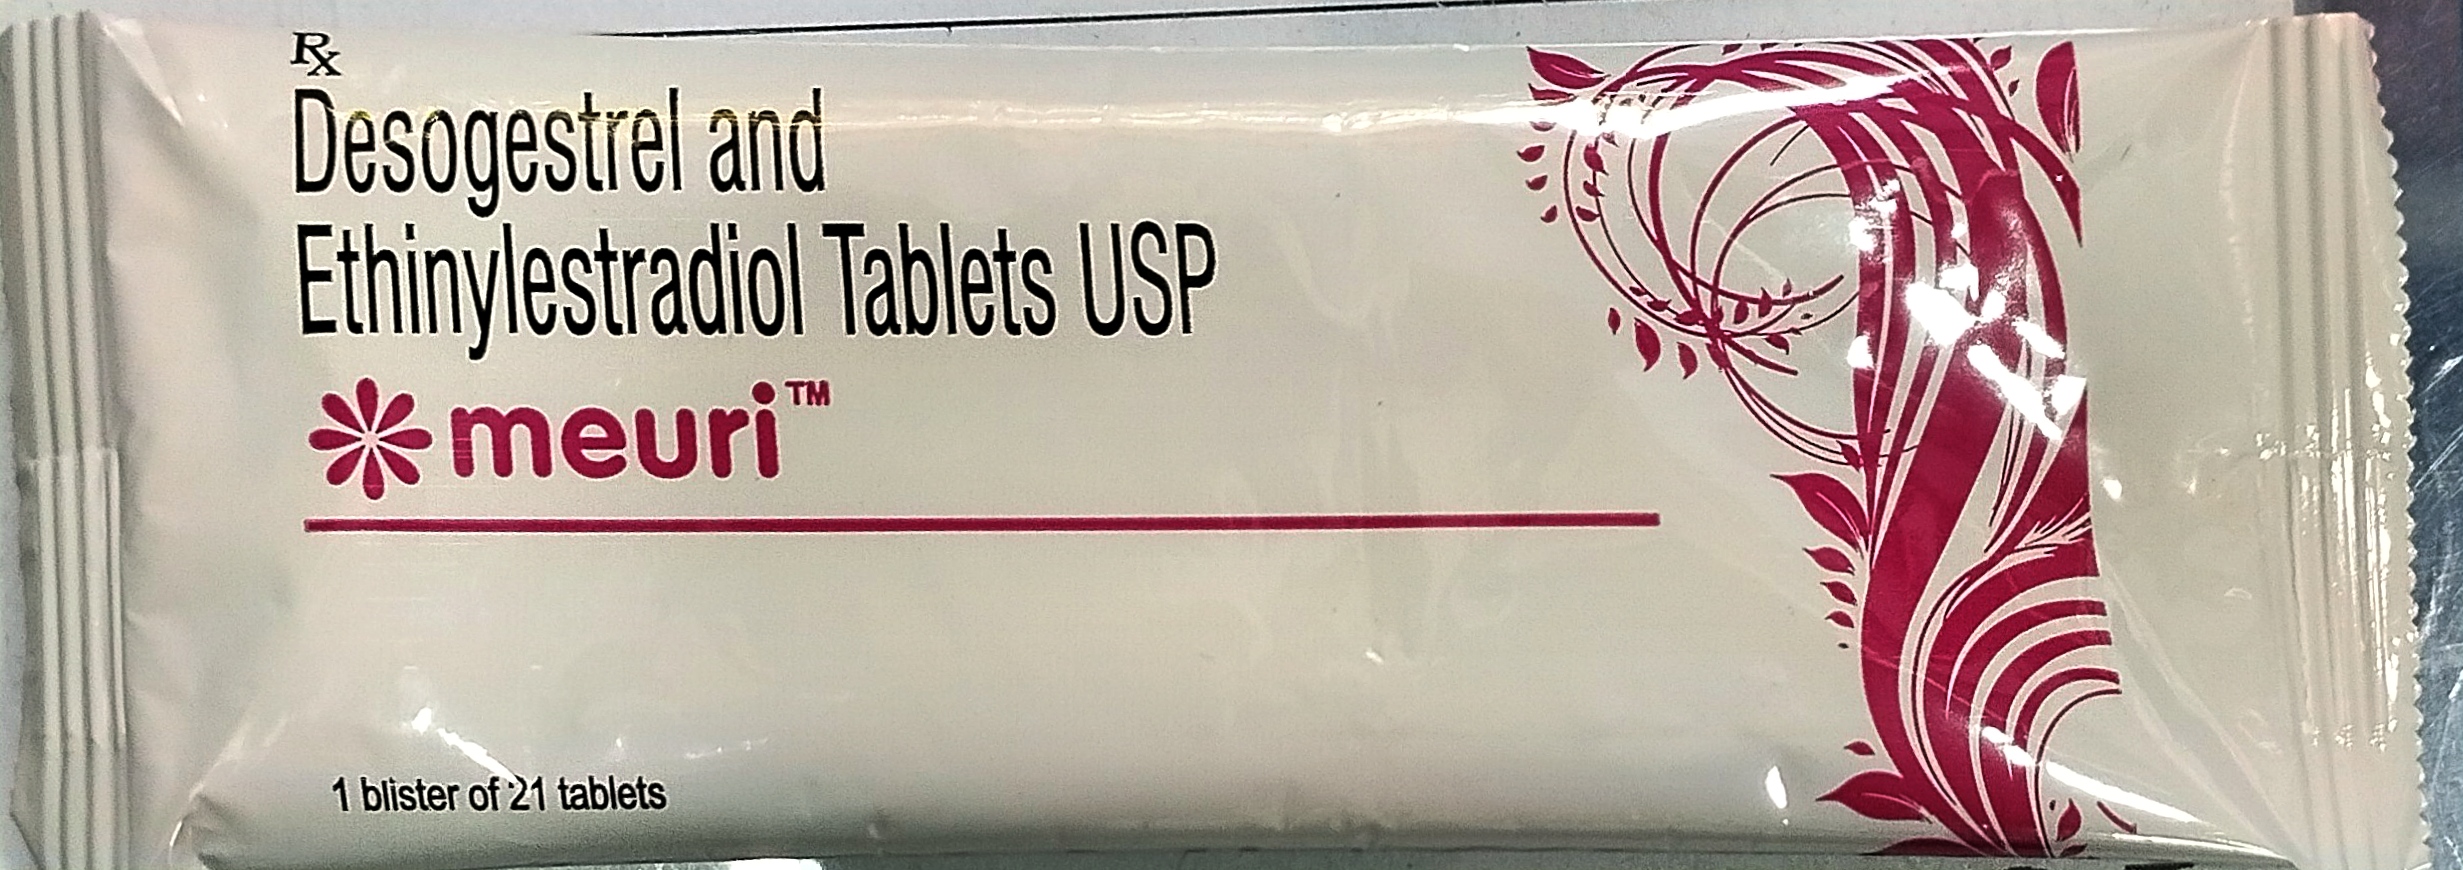 Rx
Desogestrel and
Ethinylestradiol Tablets USP
meuri™
1 blister of 21 tablets